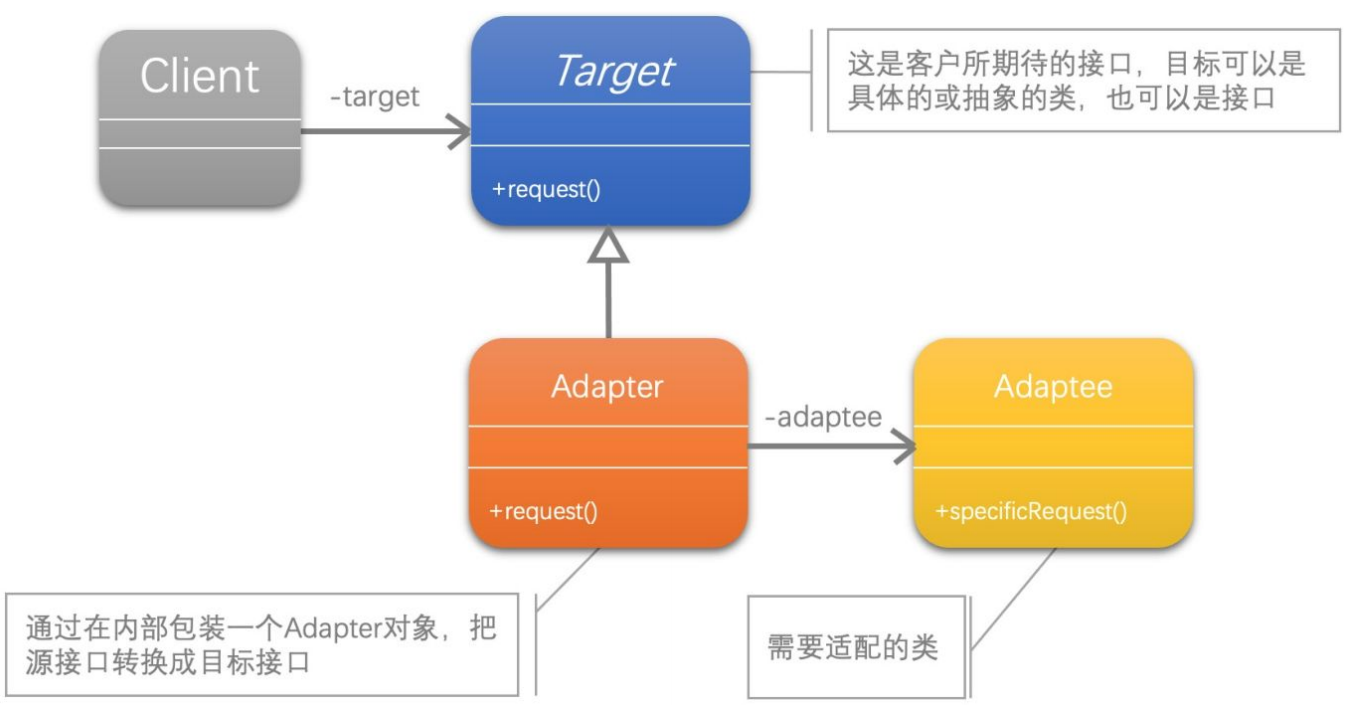 Client
-target
Target
+request()
这是客户所期待的接口，目标可以是
具体的或抽象的类，也可以是接口
Adapter
+request()
-adaptee
Adaptee
+specificRequest()
通过在内部包装一个Adapter对象，把
源接口转换成目标接口
需要适配的类